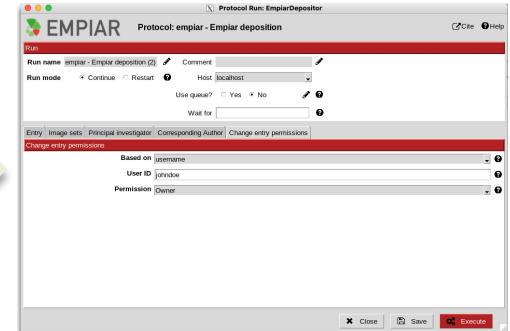 Protocol Run: EmpiarDepositor
EMPIAR Protocol: empiar - Empiar deposition Cite Help
Run
Run name empiar - Empiar deposition (2) Comment
Run mode Continue Restart Host localhost
Use queue? Yes No
Wait for
Entry Image sets Principal investigator Corresponding Author Change entry permissions
Change entry permissions
Based on username
User ID johndoe
Permission Owner
Close Save Execute